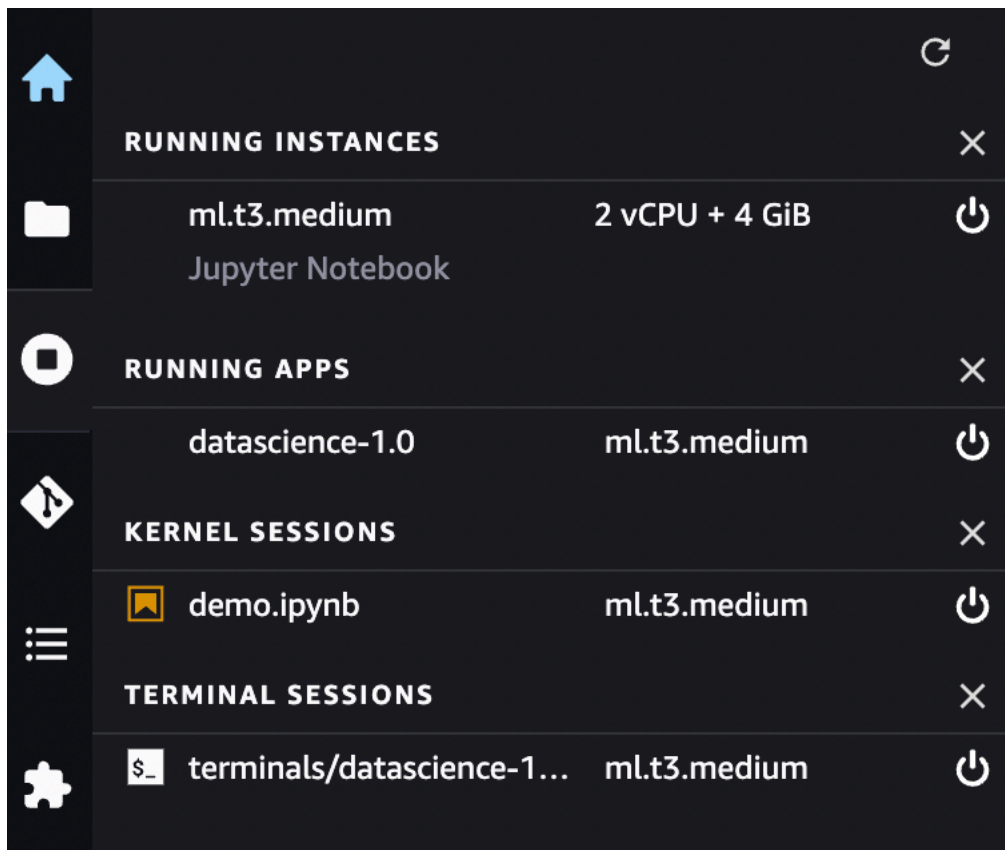 RUNNING INSTANCES
ml.t3.medium 2 vCPU + 4 GiB
Jupyter Notebook
RUNNING APPS
datascience-1.0 ml.t3.medium
KERNEL SESSIONS
demo.ipynb ml.t3.medium
TERMINAL SESSIONS
$_ terminals/datascience-1... ml.t3.medium